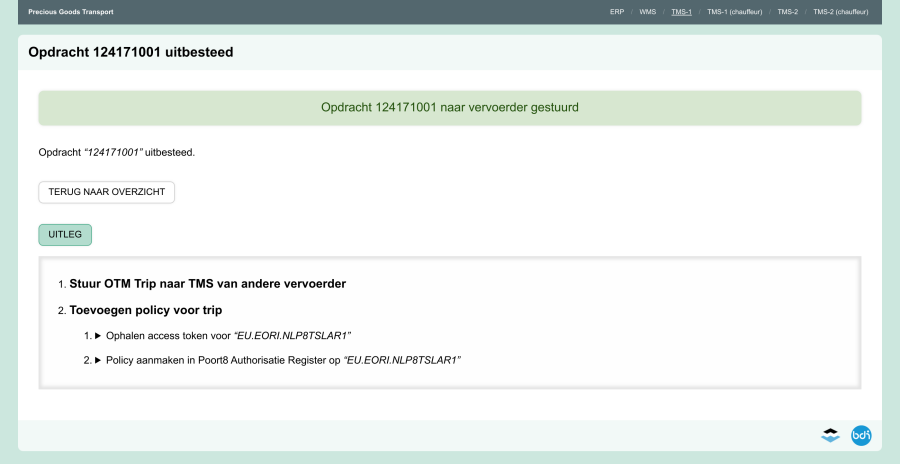 Precious Goods Transport
ERP / WMS / TMS-1 / TMS-1 (chauffeur) / TMS-2 / TMS-2 (chauffeur)
Opdracht 124171001 uitbesteed
Opdracht 124171001 naar vervoerder gestuurd
Opdracht “124171001” uitbesteed.
TERUG NAAR OVERZICHT
UITLEG
1. Stuur OTM Trip naar TMS van andere vervoerder
2. Toevoegen policy voor trip
1. ▶ Ophalen access token voor “EU.EORI.NLP8TSLAR1”
2. ▶ Policy aanmaken in Poort8 Authorisatie Register op “EU.EORI.NLP8TSLAR1”
bdi